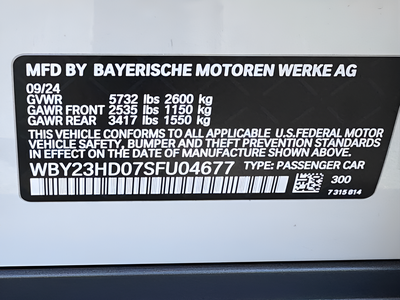 MFD BY BAYERISCHE MOTOREN WERKE AG
09/24
GVWR 5732 lbs 2600 kg
GAWR FRONT 2535 lbs 1150 kg
GAWR REAR 3417 lbs 1550 kg
THIS VEHICLE CONFORMS TO ALL APPLICABLE U.S.FEDERAL MOTOR
VEHICLE SAFETY, BUMPER AND THEFT PREVENTION STANDARDS
IN EFFECT ON THE DATE OF MANUFACTURE SHOWN ABOVE.
WBY23HD07SFU04677 TYPE: PASSENGER CAR
300
7 315 814